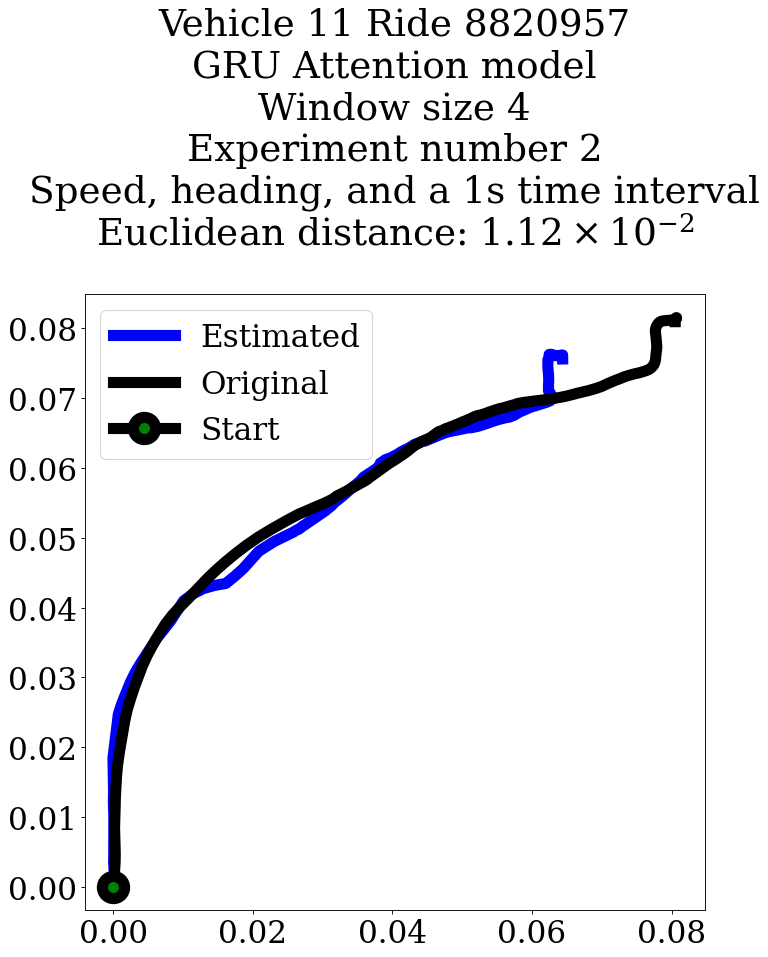 Vehicle 11 Ride 8820957
GRU Attention model
Window size 4
Experiment number 2
Speed, heading, and a 1s time interval
Euclidean distance: 1.12 × 10⁻²
Estimated
Original
Start
0.08
0.07
0.06
0.05
0.04
0.03
0.02
0.01
0.00
0.00 0.02 0.04 0.06 0.08